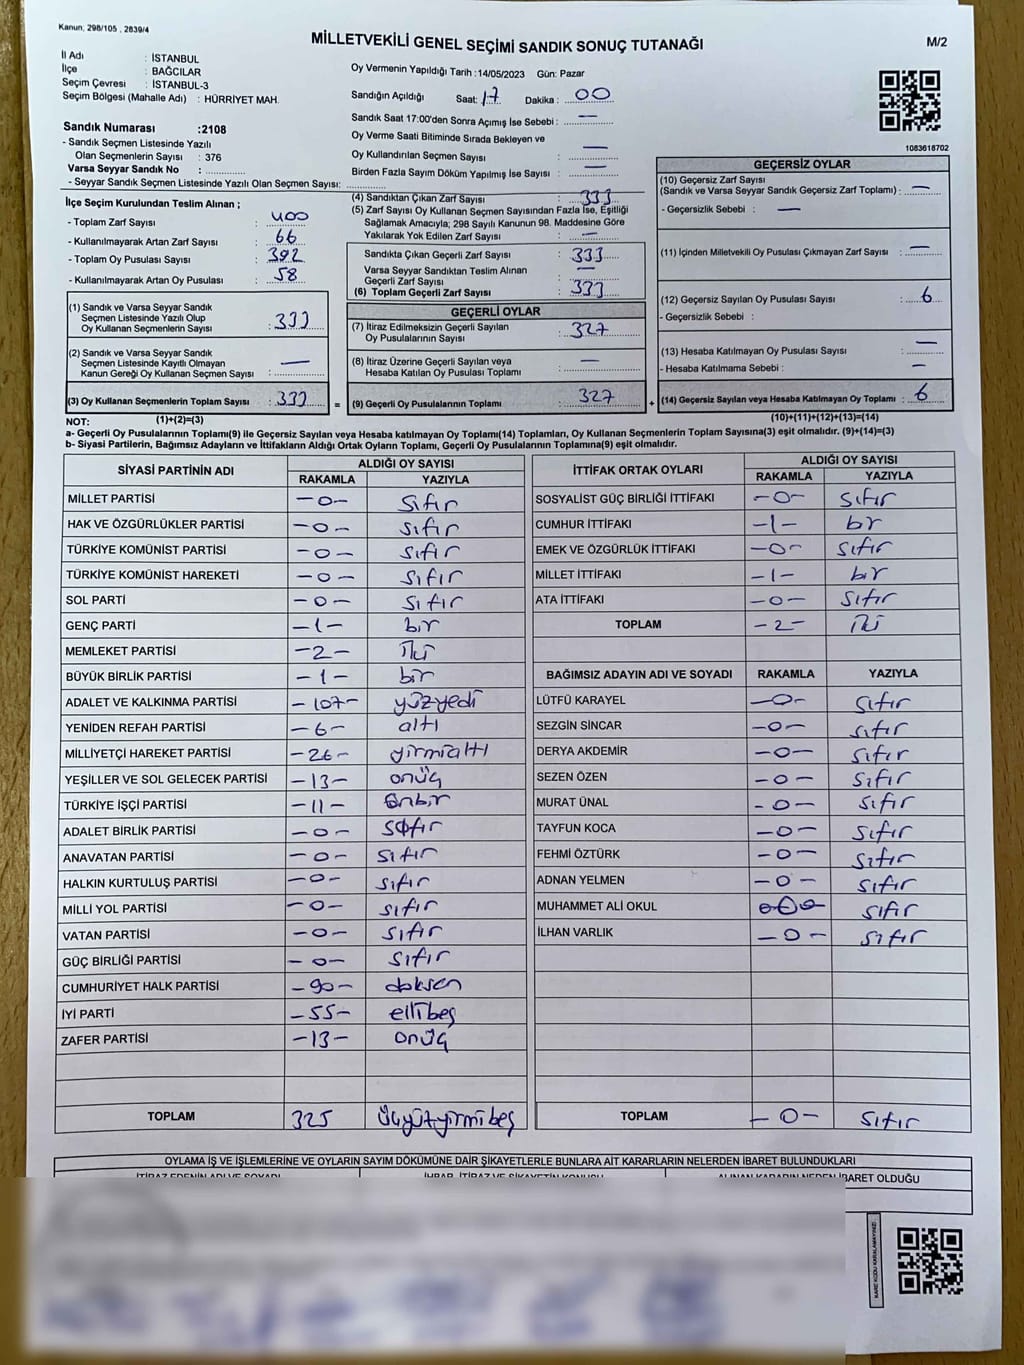 Kanun; 298/105 , 2839/4
MİLLETVEKİLİ GENEL SEÇİMİ SANDIK SONUÇ TUTANAĞI
M/2
İl Adı : İSTANBUL
İlçe : BAĞCILAR
Seçim Çevresi : İSTANBUL-3
Seçim Bölgesi (Mahalle Adı) : HÜRRİYET MAH.
Oy Vermenin Yapıldığı Tarih : 14/05/2023 Gün: Pazar
Sandığın Açıldığı Saat: 17 Dakika : 00
Sandık Saat 17:00'den Sonra Açımış İse Sebebi : —
Oy Verme Saati Bitiminde Sırada Bekleyen ve
Oy Kullandırılan Seçmen Sayısı —
Birden Fazla Sayım Döküm Yapılmış İse Sayısı : —
1083618702
Sandık Numarası :2108
- Sandık Seçmen Listesinde Yazılı
Olan Seçmenlerin Sayısı : 376
Varsa Seyyar Sandık No :
- Seyyar Sandık Seçmen Listesinde Yazılı Olan Seçmen Sayısı:
İlçe Seçim Kurulundan Teslim Alınan ;
- Toplam Zarf Sayısı : 400
- Kullanılmayarak Artan Zarf Sayısı : 66
- Toplam Oy Pusulası Sayısı : 392
- Kullanılmayarak Artan Oy Pusulası : 58
(1) Sandık ve Varsa Seyyar Sandık
Seçmen Listesinde Yazılı Olup
Oy Kullanan Seçmenlerin Sayısı : 333
(2) Sandık ve Varsa Seyyar Sandık
Seçmen Listesinde Kayıtlı Olmayan
Kanun Gereği Oy Kullanan Seçmen Sayısı : —
(3) Oy Kullanan Seçmenlerin Toplam Sayısı : 333 =
(1)+(2)=(3)
(4) Sandıktan Çıkan Zarf Sayısı : 333
(5) Zarf Sayısı Oy Kullanan Seçmen Sayısından Fazla İse, Eşitliği
Sağlamak Amacıyla; 298 Sayılı Kanunun 98. Maddesine Göre
Yakılarak Yok Edilen Zarf Sayısı : —
Sandıkta Çıkan Geçerli Zarf Sayısı : 333
Varsa Seyyar Sandıktan Teslim Alınan
Geçerli Zarf Sayısı : —
(6) Toplam Geçerli Zarf Sayısı : 333
GEÇERLİ OYLAR
(7) İtiraz Edilmeksizin Geçerli Sayılan
Oy Pusulalarının Sayısı : 327
(8) İtiraz Üzerine Geçerli Sayılan veya
Hesaba Katılan Oy Pusulası Toplamı : —
(9) Geçerli Oy Pusulalarının Toplamı : 327 +
GEÇERSİZ OYLAR
(10) Geçersiz Zarf Sayısı
(Sandık ve Varsa Seyyar Sandık Geçersiz Zarf Toplamı) : —
- Geçersizlik Sebebi : —
(11) İçinden Milletvekili Oy Pusulası Çıkmayan Zarf Sayısı : —
(12) Geçersiz Sayılan Oy Pusulası Sayısı : 6
- Geçersizlik Sebebi :
(13) Hesaba Katılmayan Oy Pusulası Sayısı : —
- Hesaba Katılmama Sebebi : —
(14) Geçersiz Sayılan veya Hesaba Katılmayan Oy Toplamı : 6
(10)+(11)+(12)+(13)=(14)
NOT:
a- Geçerli Oy Pusulalarının Toplamı(9) ile Geçersiz Sayılan veya Hesaba katılmayan Oy Toplamı(14) Toplamları, Oy Kullanan Seçmenlerin Toplam Sayısına(3) eşit olmalıdır. (9)+(14)=(3)
b- Siyasi Partilerin, Bağımsız Adayların ve İttifakların Aldığı Ortak Oyların Toplamı, Geçerli Oy Pusulalarının Toplamına(9) eşit olmalıdır.
SİYASİ PARTİNİN ADI ALDIĞI OY SAYISI
RAKAMLA YAZIYLA
MİLLET PARTİSİ -0- sıfır
HAK VE ÖZGÜRLÜKLER PARTİSİ -0- sıfır
TÜRKİYE KOMÜNİST PARTİSİ -0- sıfır
TÜRKİYE KOMÜNİST HAREKETİ -0- sıfır
SOL PARTİ -0- sıfır
GENÇ PARTİ -1- bir
MEMLEKET PARTİSİ -2- iki
BÜYÜK BİRLİK PARTİSİ -1- bir
ADALET VE KALKINMA PARTİSİ -107- yüzyedi
YENİDEN REFAH PARTİSİ -6- altı
MİLLİYETÇİ HAREKET PARTİSİ -26- yirmialtı
YEŞİLLER VE SOL GELECEK PARTİSİ -13- onüç
TÜRKİYE İŞÇİ PARTİSİ -11- onbir
ADALET BİRLİK PARTİSİ -0- sıfır
ANAVATAN PARTİSİ -0- sıfır
HALKIN KURTULUŞ PARTİSİ -0- sıfır
MİLLİ YOL PARTİSİ -0- sıfır
VATAN PARTİSİ -0- sıfır
GÜÇ BİRLİĞİ PARTİSİ -0- sıfır
CUMHURİYET HALK PARTİSİ -90- doksan
İYİ PARTİ -55- ellibeş
ZAFER PARTİSİ -13- onüç
TOPLAM 325 üçyüzyirmibeş
İTTİFAK ORTAK OYLARI ALDIĞI OY SAYISI
RAKAMLA YAZIYLA
SOSYALİST GÜÇ BİRLİĞİ İTTİFAKI -0- sıfır
CUMHUR İTTİFAKI -1- bir
EMEK VE ÖZGÜRLÜK İTTİFAKI -0- sıfır
MİLLET İTTİFAKI -1- bir
ATA İTTİFAKI -0- sıfır
TOPLAM -2- iki
BAĞIMSIZ ADAYIN ADI VE SOYADI RAKAMLA YAZIYLA
LÜTFÜ KARAYEL -0- sıfır
SEZGİN SİNCAR -0- sıfır
DERYA AKDEMİR -0- sıfır
SEZEN ÖZEN -0- sıfır
MURAT ÜNAL -0- sıfır
TAYFUN KOCA -0- sıfır
FEHMİ ÖZTÜRK -0- sıfır
ADNAN YELMEN -0- sıfır
MUHAMMET ALİ OKUL -0- sıfır
İLHAN VARLIK -0- sıfır
TOPLAM -0- sıfır
OYLAMA İŞ VE İŞLEMLERİNE VE OYLARIN SAYIM DÖKÜMÜNE DAİR ŞİKAYETLERLE BUNLARA AİT KARARLARIN NELERDEN İBARET BULUNDUKLARI
İTİRAZ EDENİN ADI VE SOYADI İHBAR, İTİRAZ VE ŞİKAYETİN KONUSU ALINAN KARARIN NEDEN İBARET OLDUĞU
KARE KODU KARALAMAYINIZ!